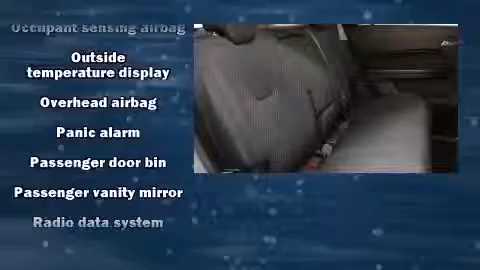 Occupant sensing airbag
Outside
temperature display
Overhead airbag
Panic alarm
Passenger door bin
Passenger vanity mirror
Radio data system